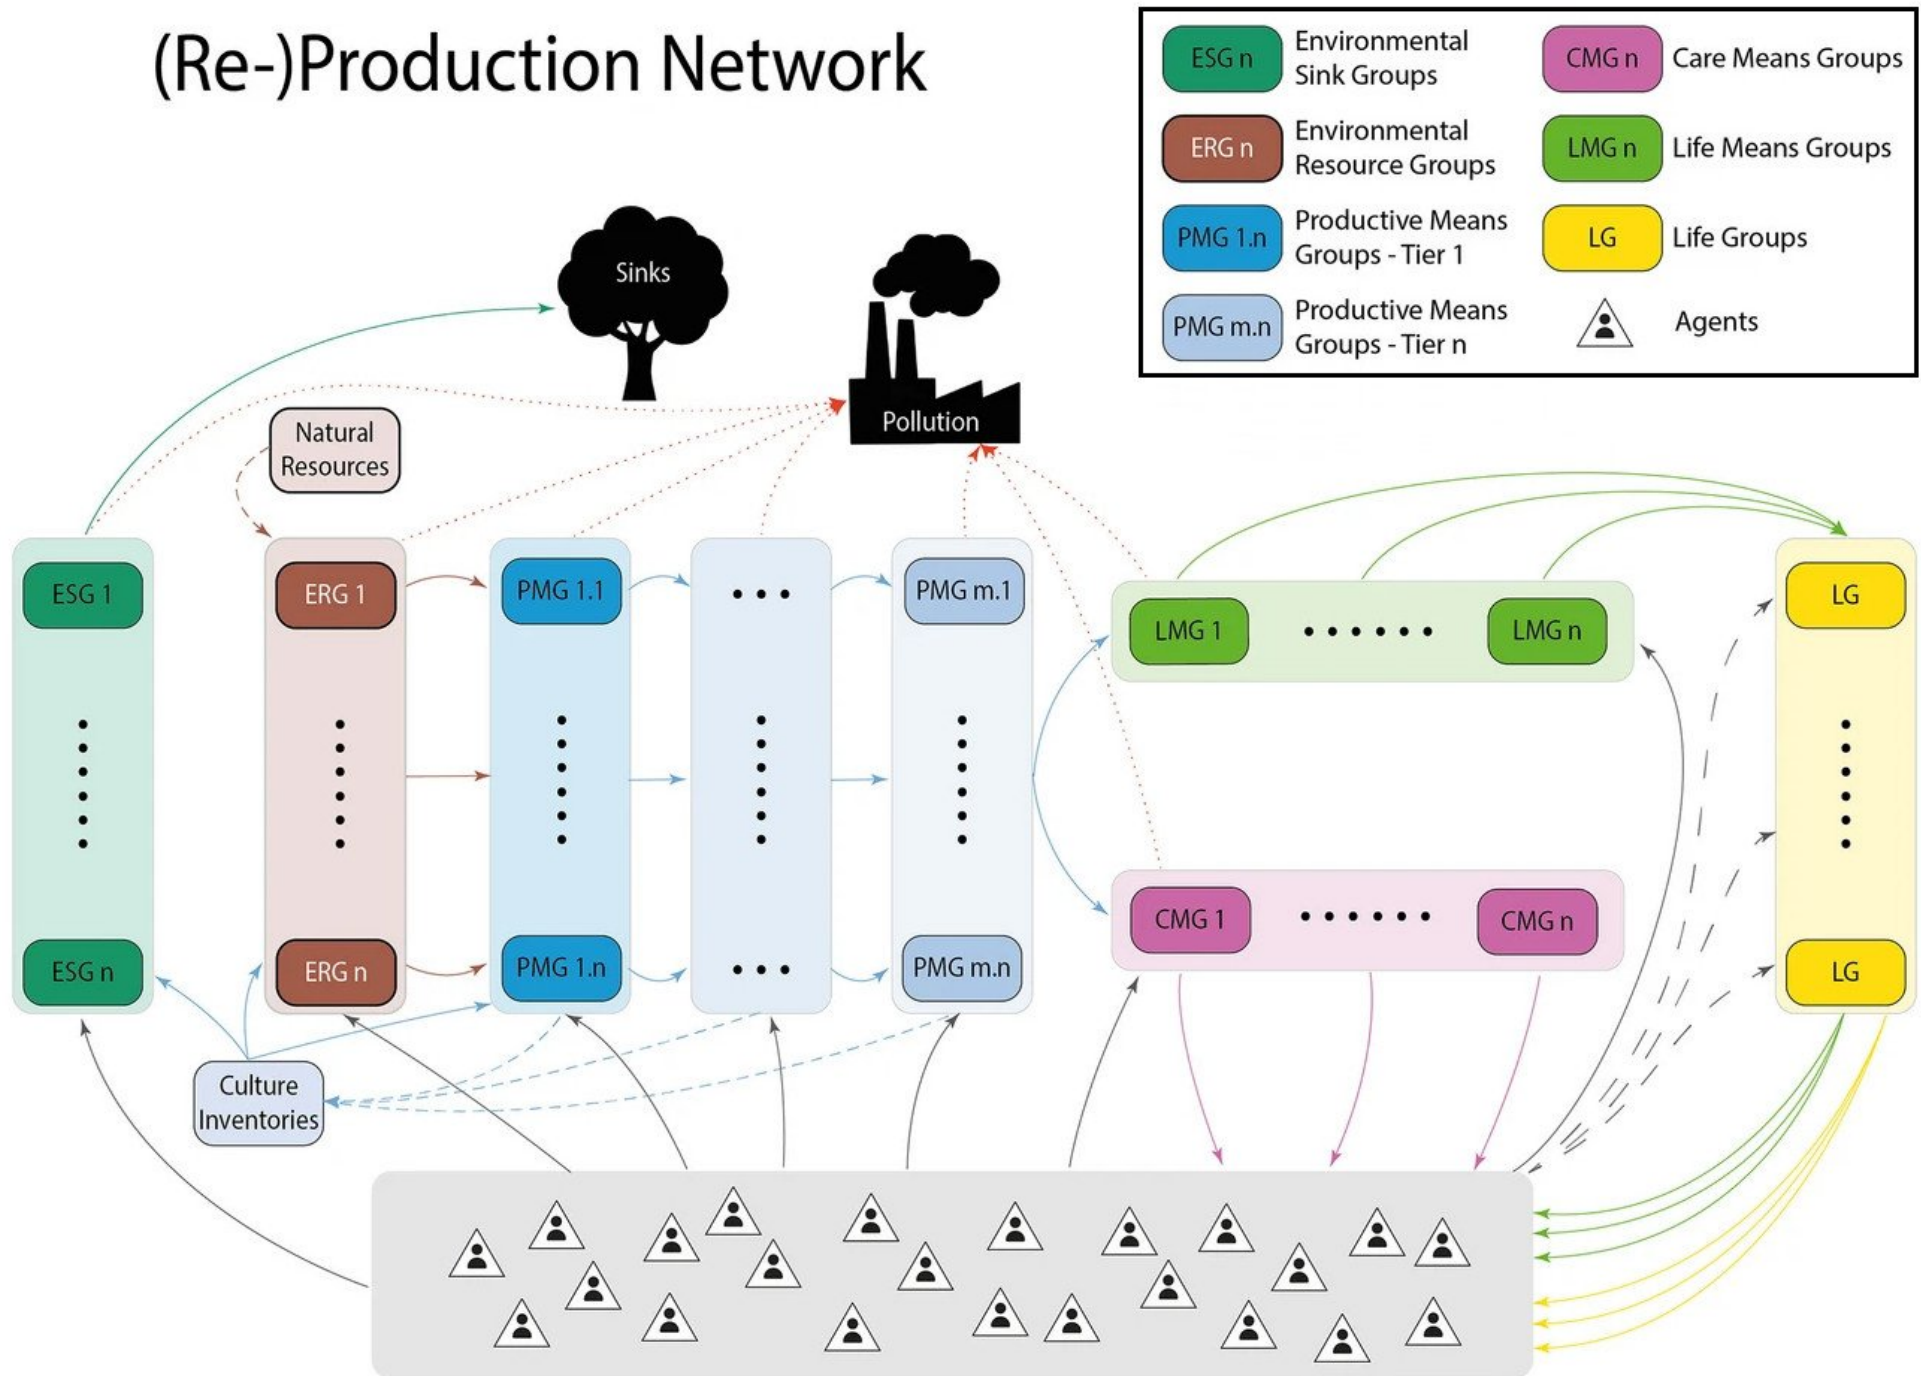 (Re-)Production Network
ESG n
Environmental
Sink Groups
CMG n
Care Means Groups
ERG n
Environmental
Resource Groups
LMG n
Life Means Groups
PMG 1.n
Productive Means
Groups - Tier 1
LG
Life Groups
PMG m.n
Productive Means
Groups - Tier n
Agents
Sinks
Pollution
Natural
Resources
ESG 1
ERG 1
PMG 1.1
PMG m.1
LMG 1
LMG n
LG
CMG 1
CMG n
ESG n
ERG n
PMG 1.n
PMG m.n
LG
Culture
Inventories